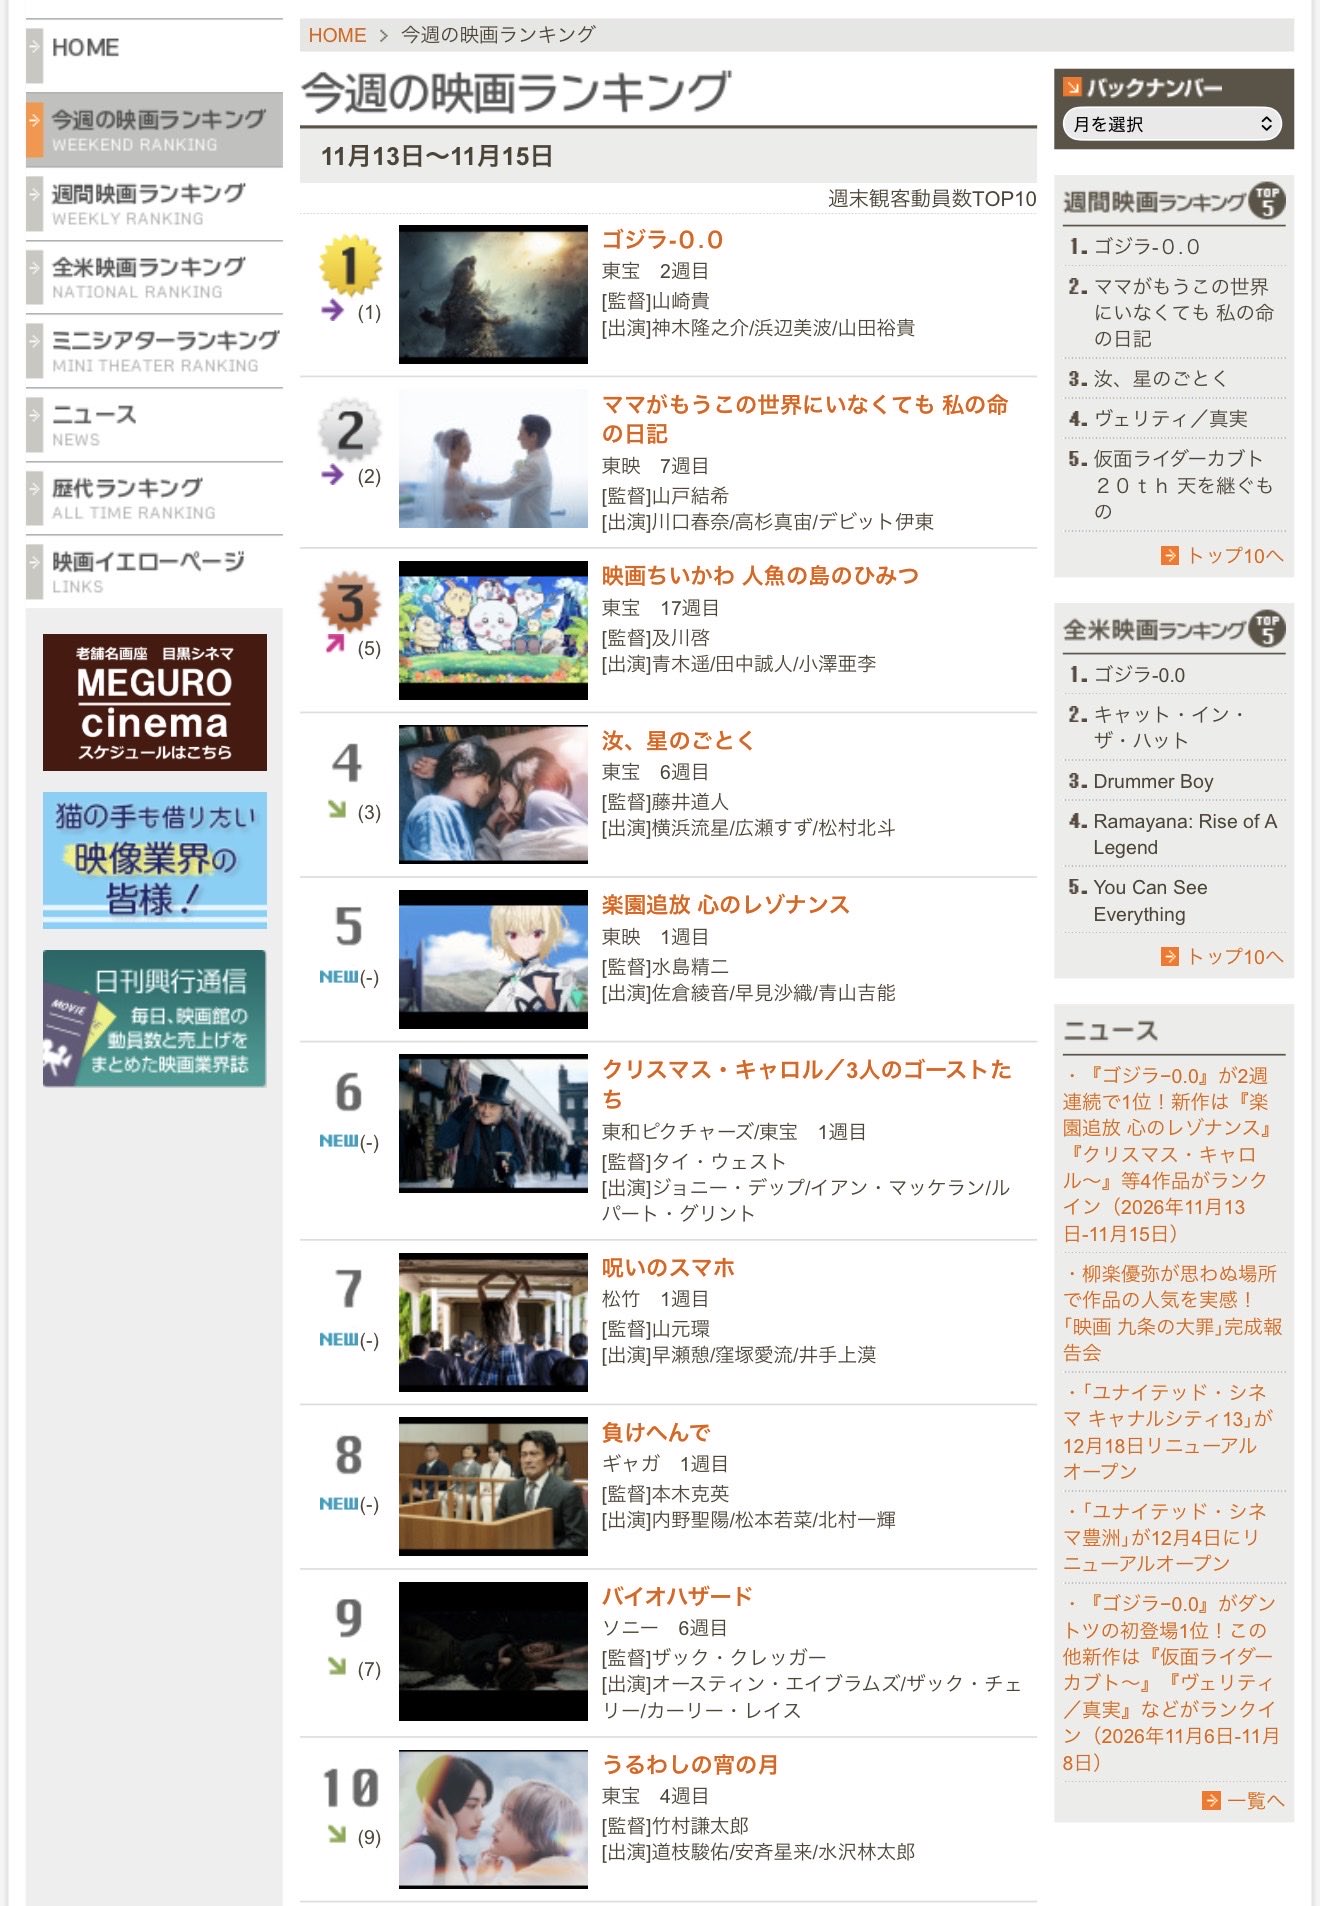 HOME
今週の映画ランキング
WEEKEND RANKING
週間映画ランキング
WEEKLY RANKING
全米映画ランキング
NATIONAL RANKING
ミニシアターランキング
MINI THEATER RANKING
ニュース
NEWS
歴代ランキング
ALL TIME RANKING
映画イエローページ
LINKS
老舗名画座 目黒シネマ
MEGURO
cinema
スケジュールはこちら
猫の手も借りたい
映像業界の
皆様！
日刊興行通信
MOVIE
毎日、映画館の
動員数と売上げを
まとめた映画業界誌
HOME > 今週の映画ランキング
今週の映画ランキング
11月13日〜11月15日
週末観客動員数TOP10
1
(1)
ゴジラ-０.０
東宝　2週目
[監督]山崎貴
[出演]神木隆之介/浜辺美波/山田裕貴
2
(2)
ママがもうこの世界にいなくても 私の命
の日記
東映　7週目
[監督]山戸結希
[出演]川口春奈/高杉真宙/デビット伊東
3
(5)
映画ちいかわ 人魚の島のひみつ
東宝　17週目
[監督]及川啓
[出演]青木遥/田中誠人/小澤亜李
4
(3)
汝、星のごとく
東宝　6週目
[監督]藤井道人
[出演]横浜流星/広瀬すず/松村北斗
5
NEW(-)
楽園追放 心のレゾナンス
東映　1週目
[監督]水島精二
[出演]佐倉綾音/早見沙織/青山吉能
6
NEW(-)
クリスマス・キャロル／3人のゴーストた
ち
東和ピクチャーズ/東宝　1週目
[監督]タイ・ウェスト
[出演]ジョニー・デップ/イアン・マッケラン/ル
パート・グリント
7
NEW(-)
呪いのスマホ
松竹　1週目
[監督]山元環
[出演]早瀬憩/窪塚愛流/井手上漠
8
NEW(-)
負けへんで
ギャガ　1週目
[監督]本木克英
[出演]内野聖陽/松本若菜/北村一輝
9
(7)
バイオハザード
ソニー　6週目
[監督]ザック・クレッガー
[出演]オースティン・エイブラムズ/ザック・チェ
リー/カーリー・レイス
10
(9)
うるわしの宵の月
東宝　4週目
[監督]竹村謙太郎
[出演]道枝駿佑/安斉星来/水沢林太郎
バックナンバー
月を選択
週間映画ランキング TOP 5
1. ゴジラ-０.０
2. ママがもうこの世界
にいなくても 私の命
の日記
3. 汝、星のごとく
4. ヴェリティ／真実
5. 仮面ライダーカブト
２０ｔｈ 天を継ぐも
の
トップ10へ
全米映画ランキング TOP 5
1. ゴジラ-0.0
2. キャット・イン・
ザ・ハット
3. Drummer Boy
4. Ramayana: Rise of A
Legend
5. You Can See
Everything
トップ10へ
ニュース
・『ゴジラ−0.0』が2週
連続で1位！新作は『楽
園追放 心のレゾナンス』
『クリスマス・キャロ
ル〜』等4作品がランク
イン（2026年11月13
日-11月15日）
・柳楽優弥が思わぬ場所
で作品の人気を実感！
「映画 九条の大罪」完成報
告会
・「ユナイテッド・シネ
マ キャナルシティ13」が
12月18日リニューアル
オープン
・「ユナイテッド・シネ
マ豊洲」が12月4日にリ
ニューアルオープン
・『ゴジラ−0.0』がダン
トツの初登場1位！この
他新作は『仮面ライダー
カブト〜』『ヴェリティ
／真実』などがランクイ
ン（2026年11月6日-11月
8日）
一覧へ